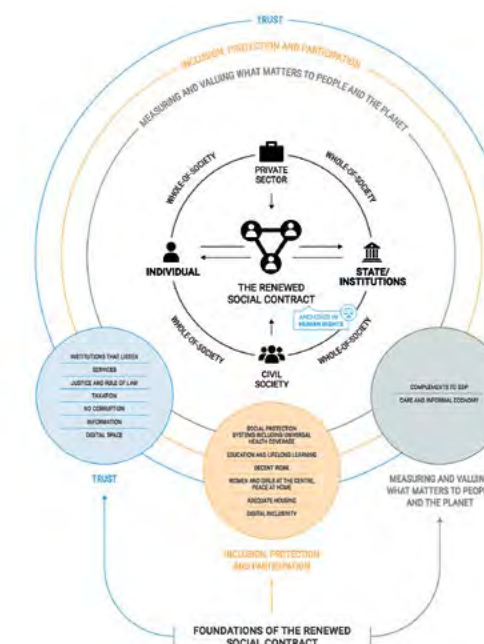 TRUST
INCLUSION, PROTECTION AND PARTICIPATION
MEASURING AND VALUING WHAT MATTERS TO PEOPLE AND THE PLANET
WHOLE-OF-SOCIETY
WHOLE-OF-SOCIETY
PRIVATE
SECTOR
INDIVIDUAL
STATE/
INSTITUTIONS
THE RENEWED
SOCIAL CONTRACT
ANCHORED IN
HUMAN RIGHTS
WHOLE-OF-SOCIETY
WHOLE-OF-SOCIETY
CIVIL
SOCIETY
INSTITUTIONS THAT LISTEN
SERVICES
JUSTICE AND RULE OF LAW
TAXATION
NO CORRUPTION
INFORMATION
DIGITAL SPACE
TRUST
SOCIAL PROTECTION
SYSTEMS INCLUDING UNIVERSAL
HEALTH COVERAGE
EDUCATION AND LIFELONG LEARNING
DECENT WORK
WOMEN AND GIRLS AT THE CENTRE,
PEACE AT HOME
ADEQUATE HOUSING
DIGITAL INCLUSIVITY
INCLUSION, PROTECTION
AND PARTICIPATION
COMPLEMENTS TO GDP
CARE AND INFORMAL ECONOMY
MEASURING AND VALUIN
WHAT MATTERS TO PEOP
AND THE PLANET
FOUNDATIONS OF THE RENEWED
SOCIAL CONTRACT